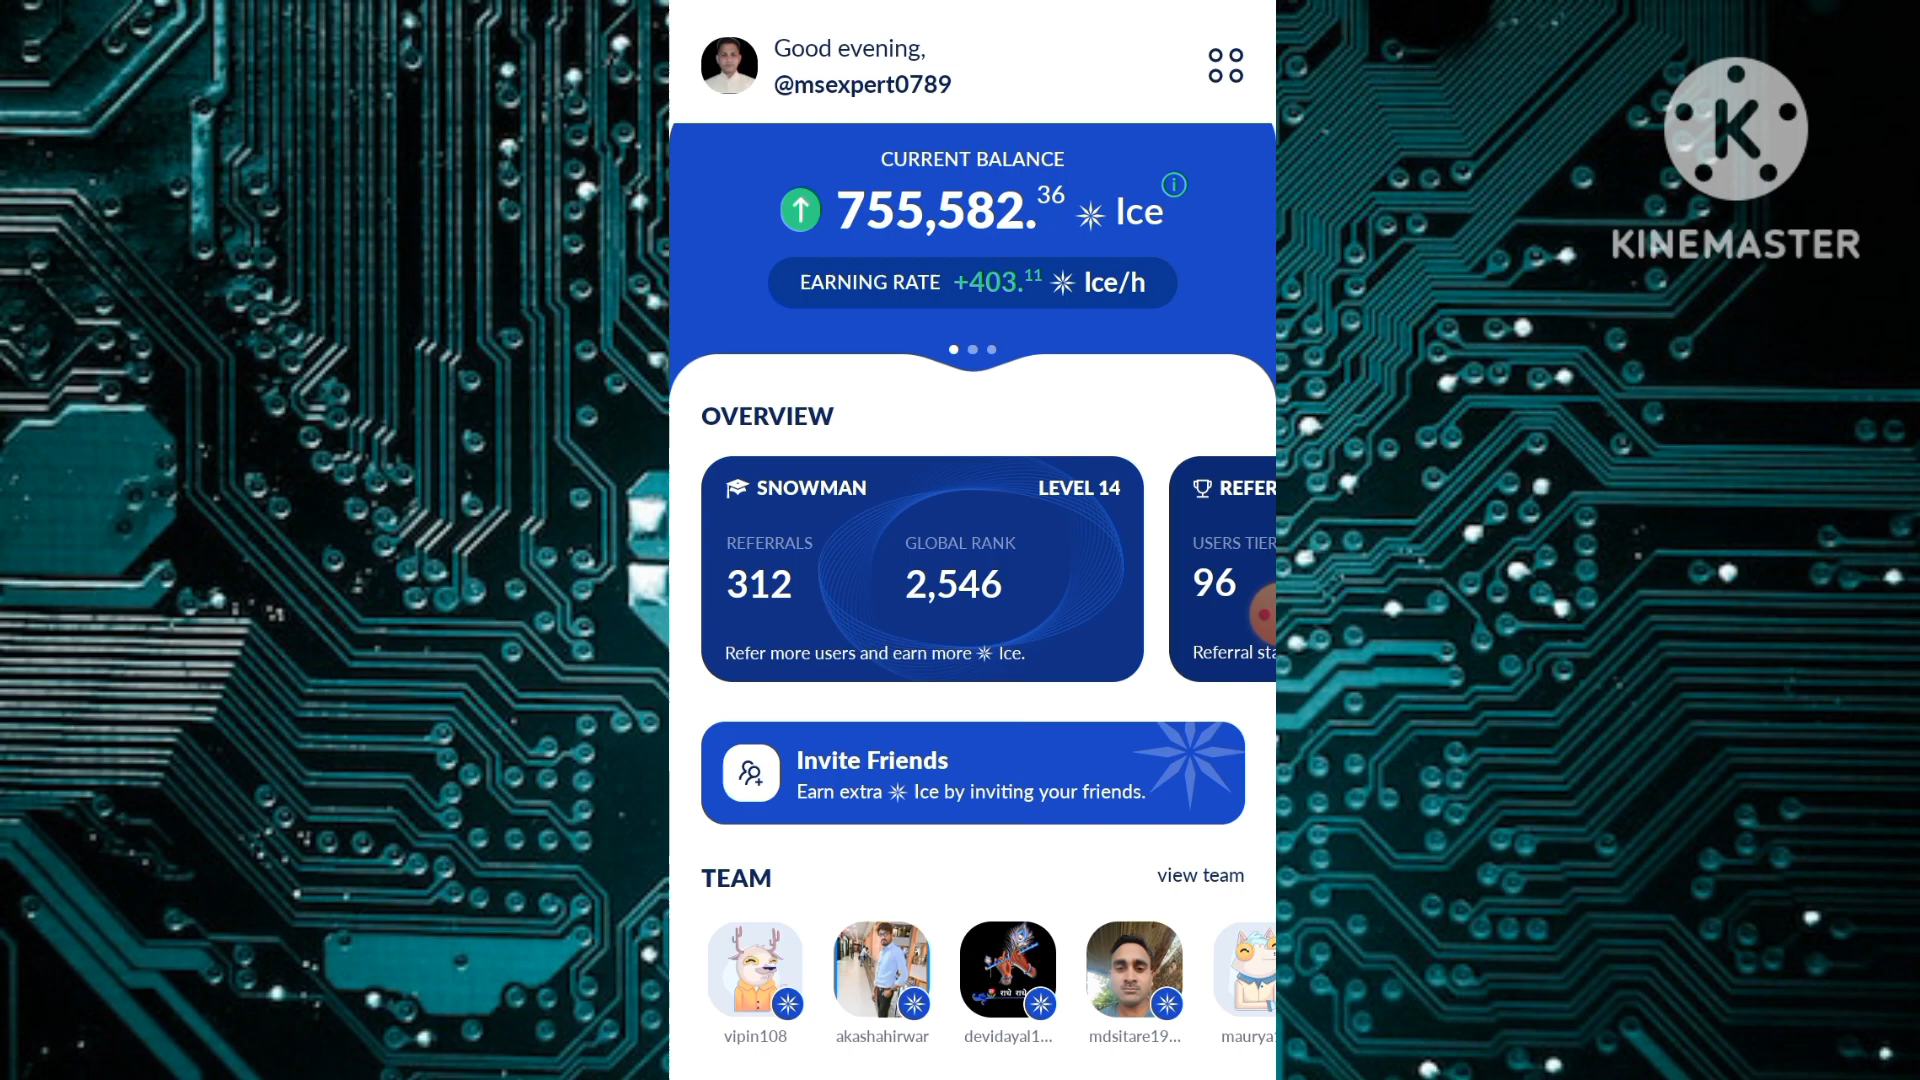 Good evening,
@msexpert0789
K
KINEMASTER
CURRENT BALANCE
755,582.36 Ice
EARNING RATE +403.11 Ice/h
OVERVIEW
SNOWMAN LEVEL 14
REFERRALS GLOBAL RANK
312 2,546
Refer more users and earn more Ice.
REFER
USERS TIER
96
Referral sta
Invite Friends
Earn extra Ice by inviting your friends.
TEAM view team
राधे राधे
vipin108 akashahirwar devidayal1... mdsitare19... maurya